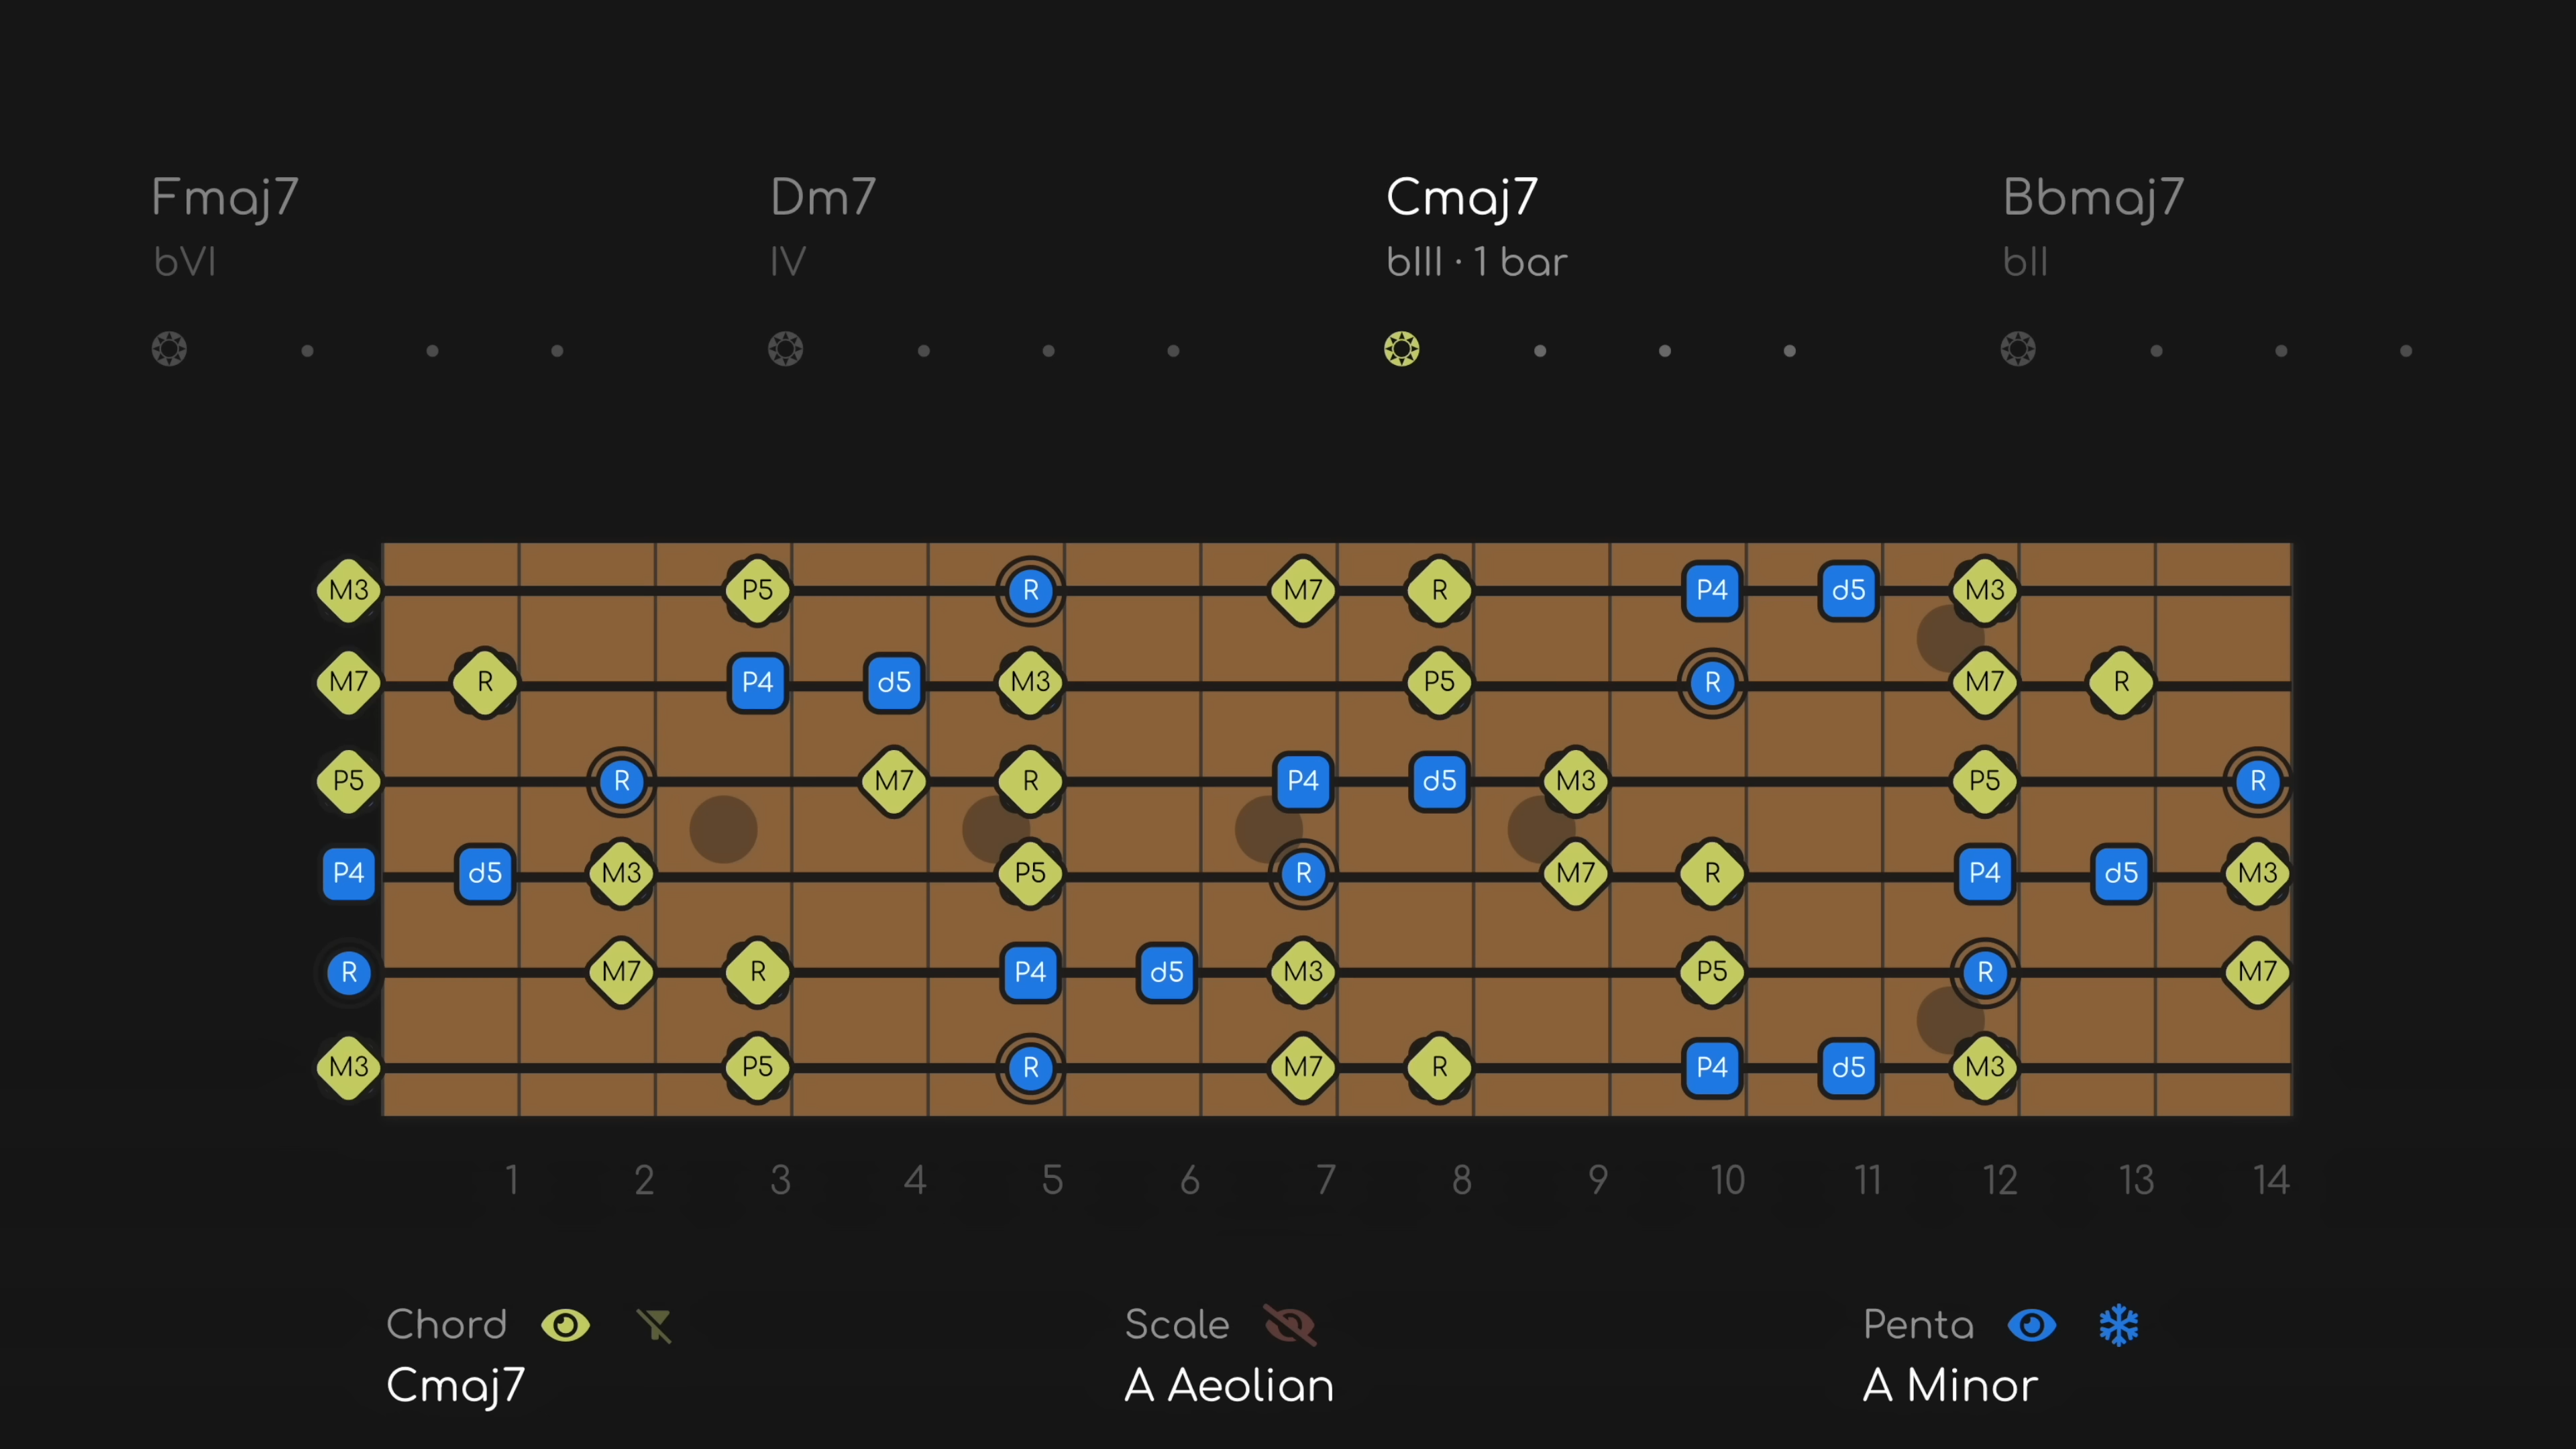 Fmaj7 Dm7 Cmaj7 Bbmaj7
bVI IV bIII · 1 bar bII
M3 P5 R M7 R P4 d5 M3
M7 R P4 d5 M3 P5 R M7 R
P5 R M7 R P4 d5 M3 P5 R
P4 d5 M3 P5 R M7 R P4 d5 M3
R M7 R P4 d5 M3 P5 R M7
M3 P5 R M7 R P4 d5 M3
1 2 3 4 5 6 7 8 9 10 11 12 13 14
Chord Scale Penta
Cmaj7 A Aeolian A Minor